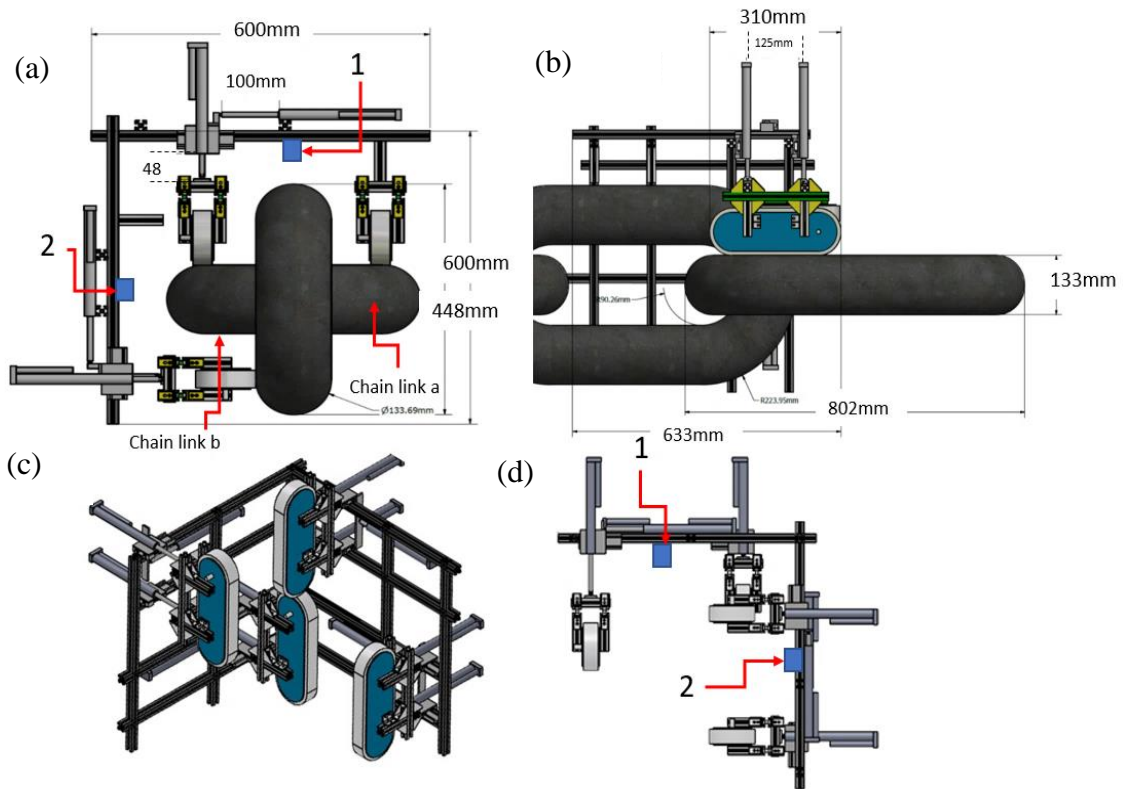 (a)
600mm
1
100mm
48
2
600mm
448mm
Chain link a
Ø133.69mm
Chain link b
(b)
310mm
125mm
133mm
R223.95mm
802mm
633mm
(c)
(d)
1
2